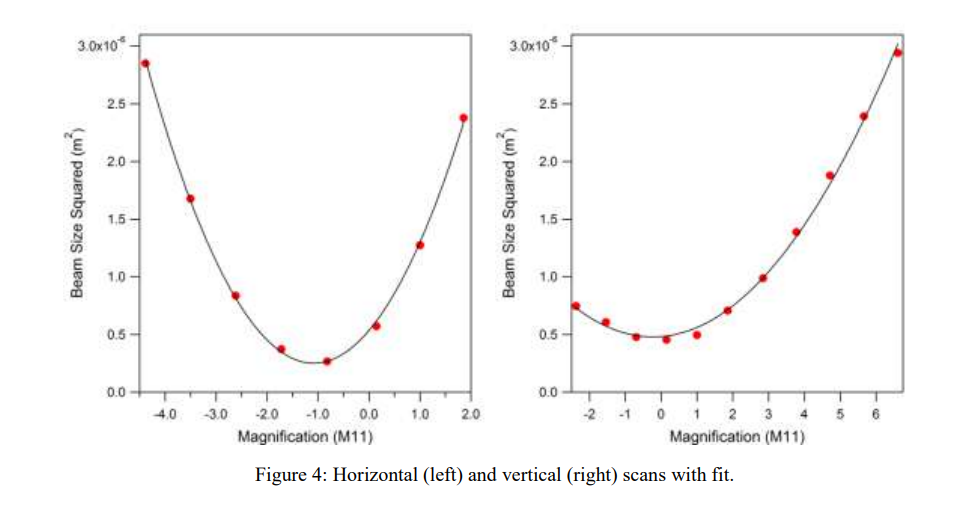 3.0x10⁻⁶
2.5
2.0
1.5
1.0
0.5
0.0
Beam Size Squared (m²)
-4.0 -3.0 -2.0 -1.0 0.0 1.0 2.0
Magnification (M11)
3.0x10⁻⁶
2.5
2.0
1.5
1.0
0.5
0.0
Beam Size Squared (m²)
-2 -1 0 1 2 3 4 5 6
Magnification (M11)
Figure 4: Horizontal (left) and vertical (right) scans with fit.